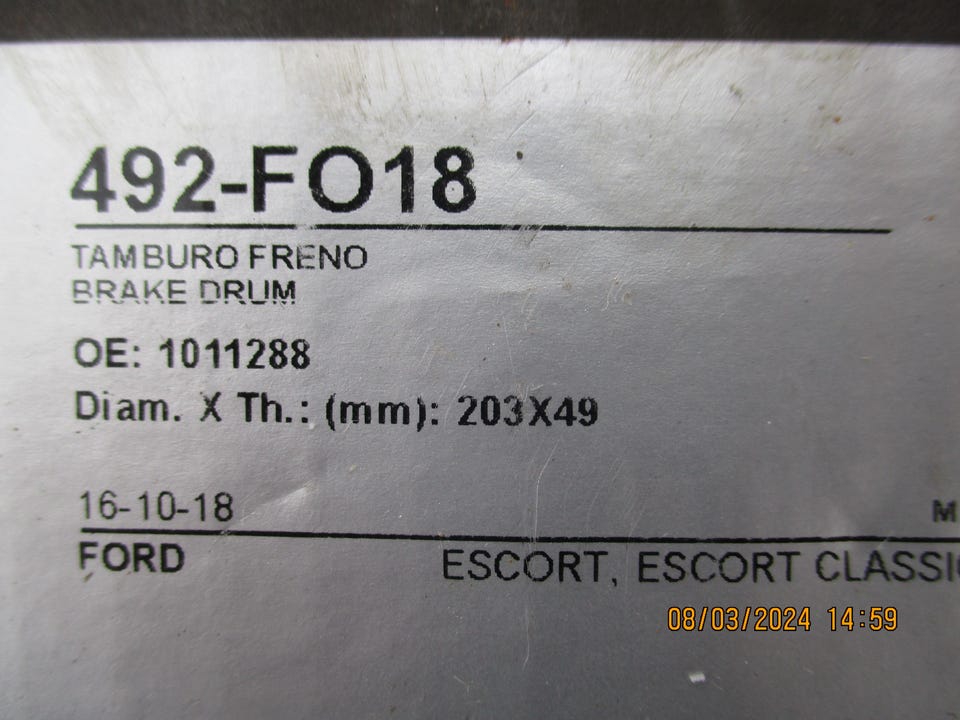 492-FO18
TAMBURO FRENO
BRAKE DRUM
OE: 1011288
Diam. X Th.: (mm): 203X49
16-10-18 M
FORD ESCORT, ESCORT CLASSIC
08/03/2024 14:59